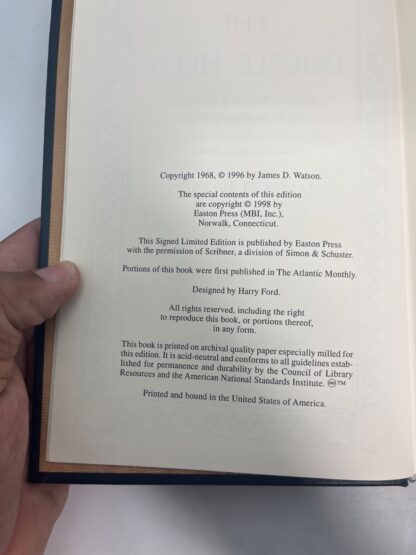 THE
DOUBLE HELIX
Copyright 1968, © 1996 by James D. Watson.
The special contents of this edition
are copyright © 1998 by
Easton Press (MBI, Inc.),
Norwalk, Connecticut.
This Signed Limited Edition is published by Easton Press
with the permission of Scribner, a division of Simon & Schuster.
Portions of this book were first published in The Atlantic Monthly.
Designed by Harry Ford.
All rights reserved, including the right
to reproduce this book, or portions thereof,
in any form.
This book is printed on archival quality paper especially milled for
this edition. It is acid-neutral and conforms to all guidelines estab-
lished for permanence and durability by the Council of Library
Resources and the American National Standards Institute. ♾™
Printed and bound in the United States of America.